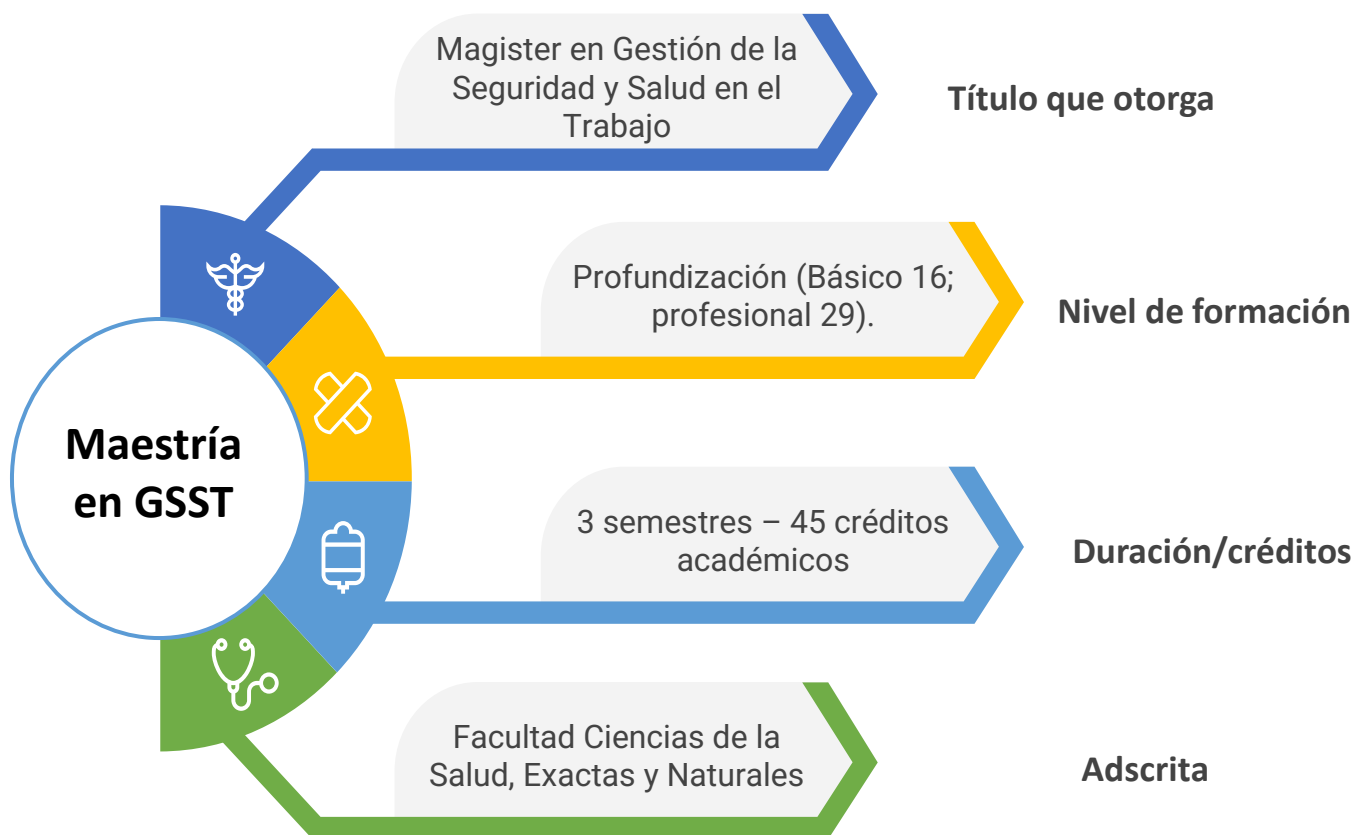 Magister en Gestión de la
Seguridad y Salud en el
Trabajo
Título que otorga
Profundización (Básico 16;
profesional 29).
Nivel de formación
Maestría
en GSST
3 semestres – 45 créditos
académicos
Duración/créditos
Facultad Ciencias de la
Salud, Exactas y Naturales
Adscrita